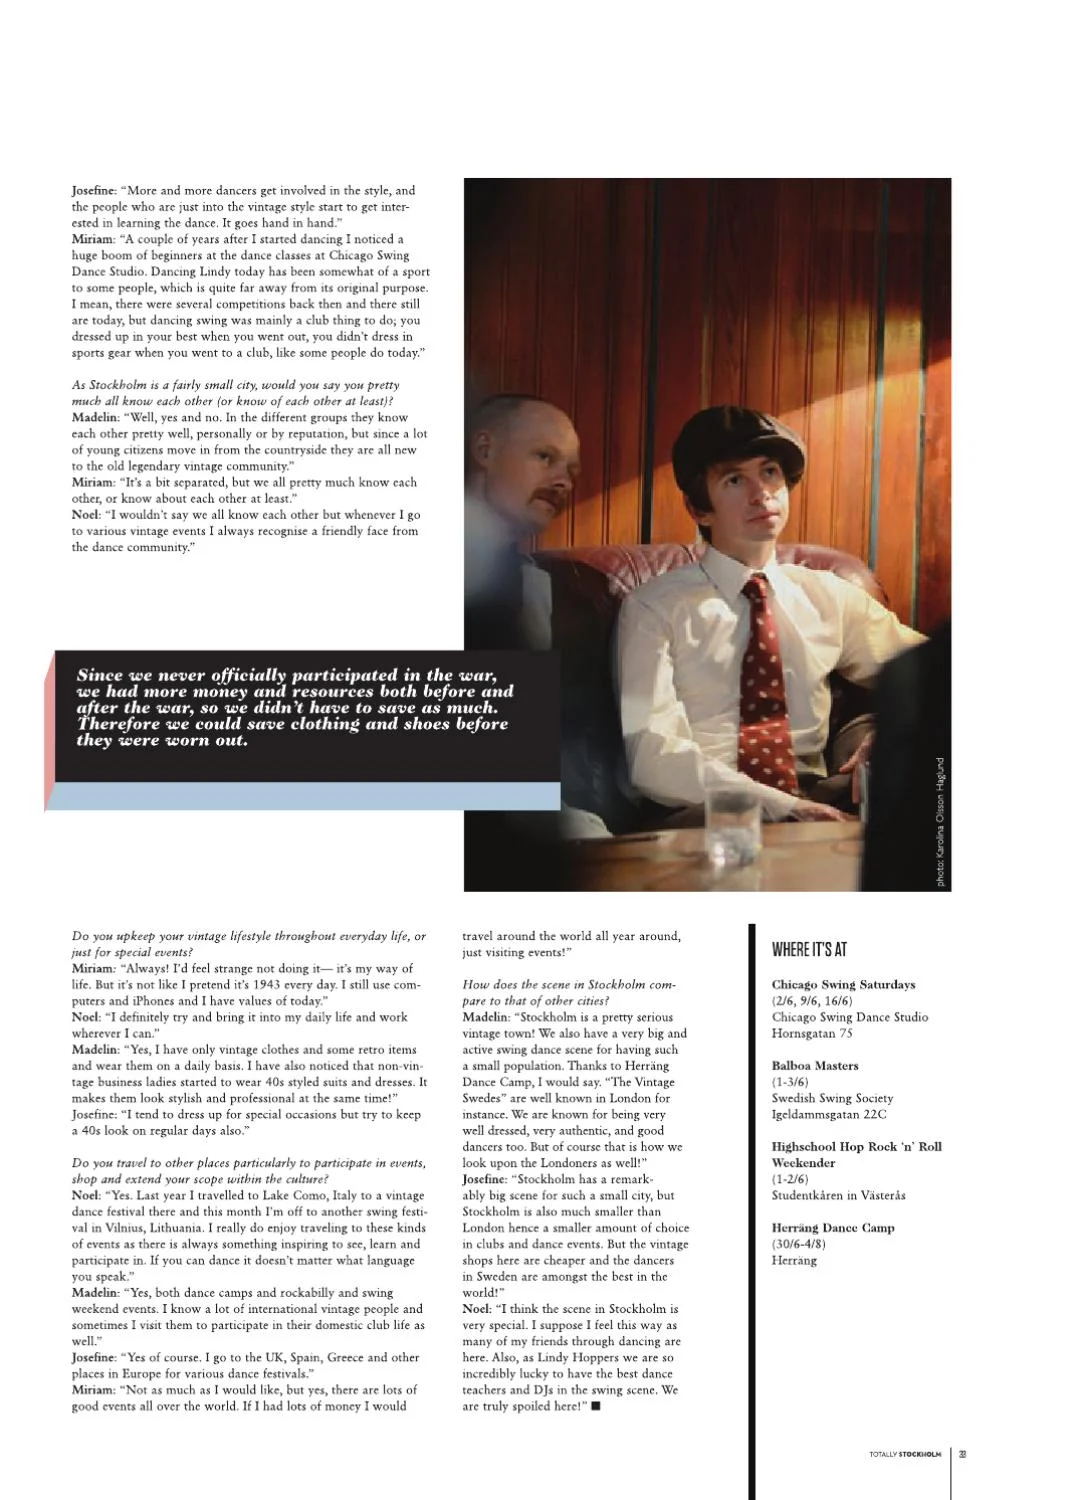 Josefine: “More and more dancers get involved in the style, and
the people who are just into the vintage style start to get inter-
ested in learning the dance. It goes hand in hand.”
Miriam: “A couple of years after I started dancing I noticed a
huge boom of beginners at the dance classes at Chicago Swing
Dance Studio. Dancing Lindy today has been somewhat of a sport
to some people, which is quite far away from its original purpose.
I mean, there were several competitions back then and there still
are today, but dancing swing was mainly a club thing to do; you
dressed up in your best when you went out, you didn’t dress in
sports gear when you went to a club, like some people do today.”
As Stockholm is a fairly small city, would you say you pretty
much all know each other (or know of each other at least)?
Madelin: “Well, yes and no. In the different groups they know
each other pretty well, personally or by reputation, but since a lot
of young citizens move in from the countryside they are all new
to the old legendary vintage community.”
Miriam: “It’s a bit separated, but we all pretty much know each
other, or know about each other at least.”
Noel: “I wouldn’t say we all know each other but whenever I go
to various vintage events I always recognise a friendly face from
the dance community.”
Since we never officially participated in the war,
we had more money and resources both before and
after the war, so we didn’t have to save as much.
Therefore we could save clothing and shoes before
they were worn out.
photo: Karolina Olsson Haglund
Do you upkeep your vintage lifestyle throughout everyday life, or
just for special events?
Miriam: “Always! I’d feel strange not doing it— it’s my way of
life. But it’s not like I pretend it’s 1943 every day. I still use com-
puters and iPhones and I have values of today.”
Noel: “I definitely try and bring it into my daily life and work
wherever I can.”
Madelin: “Yes, I have only vintage clothes and some retro items
and wear them on a daily basis. I have also noticed that non-vin-
tage business ladies started to wear 40s styled suits and dresses. It
makes them look stylish and professional at the same time!”
Josefine: “I tend to dress up for special occasions but try to keep
a 40s look on regular days also.”
Do you travel to other places particularly to participate in events,
shop and extend your scope within the culture?
Noel: “Yes. Last year I travelled to Lake Como, Italy to a vintage
dance festival there and this month I’m off to another swing festi-
val in Vilnius, Lithuania. I really do enjoy traveling to these kinds
of events as there is always something inspiring to see, learn and
participate in. If you can dance it doesn’t matter what language
you speak.”
Madelin: “Yes, both dance camps and rockabilly and swing
weekend events. I know a lot of international vintage people and
sometimes I visit them to participate in their domestic club life as
well.”
Josefine: “Yes of course. I go to the UK, Spain, Greece and other
places in Europe for various dance festivals.”
Miriam: “Not as much as I would like, but yes, there are lots of
good events all over the world. If I had lots of money I would
travel around the world all year around,
just visiting events!”
How does the scene in Stockholm com-
pare to that of other cities?
Madelin: “Stockholm is a pretty serious
vintage town! We also have a very big and
active swing dance scene for having such
a small population. Thanks to Herräng
Dance Camp, I would say. “The Vintage
Swedes” are well known in London for
instance. We are known for being very
well dressed, very authentic, and good
dancers too. But of course that is how we
look upon the Londoners as well!”
Josefine: “Stockholm has a remark-
ably big scene for such a small city, but
Stockholm is also much smaller than
London hence a smaller amount of choice
in clubs and dance events. But the vintage
shops here are cheaper and the dancers
in Sweden are amongst the best in the
world!”
Noel: “I think the scene in Stockholm is
very special. I suppose I feel this way as
many of my friends through dancing are
here. Also, as Lindy Hoppers we are so
incredibly lucky to have the best dance
teachers and DJs in the swing scene. We
are truly spoiled here!” ■
WHERE IT’S AT
Chicago Swing Saturdays
(2/6, 9/6, 16/6)
Chicago Swing Dance Studio
Hornsgatan 75
Balboa Masters
(1-3/6)
Swedish Swing Society
Igeldammsgatan 22C
Highschool Hop Rock ‘n’ Roll
Weekender
(1-2/6)
Studentkåren in Västerås
Herräng Dance Camp
(30/6-4/8)
Herräng
TOTALLY STOCKHOLM